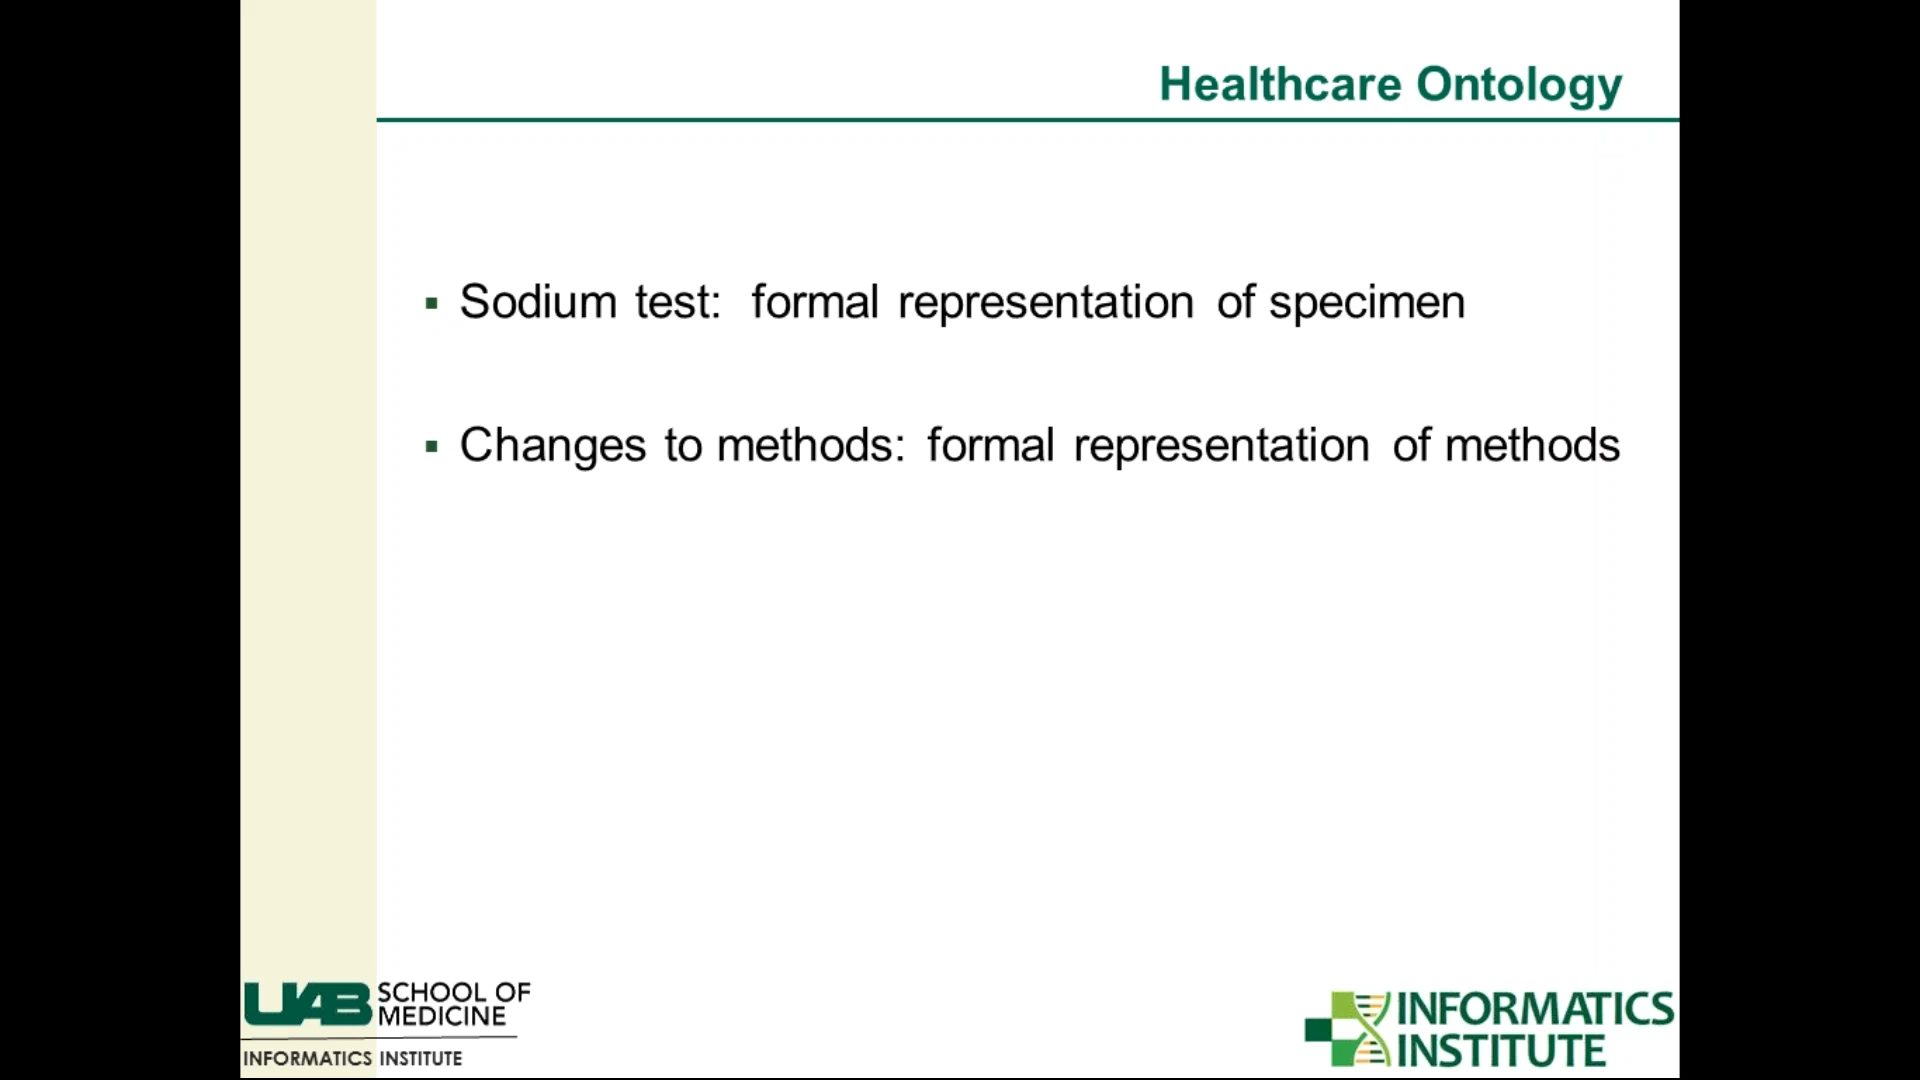 Healthcare Ontology
▪ Sodium test: formal representation of specimen
▪ Changes to methods: formal representation of methods
UAB SCHOOL OF
MEDICINE
INFORMATICS INSTITUTE
INFORMATICS
INSTITUTE